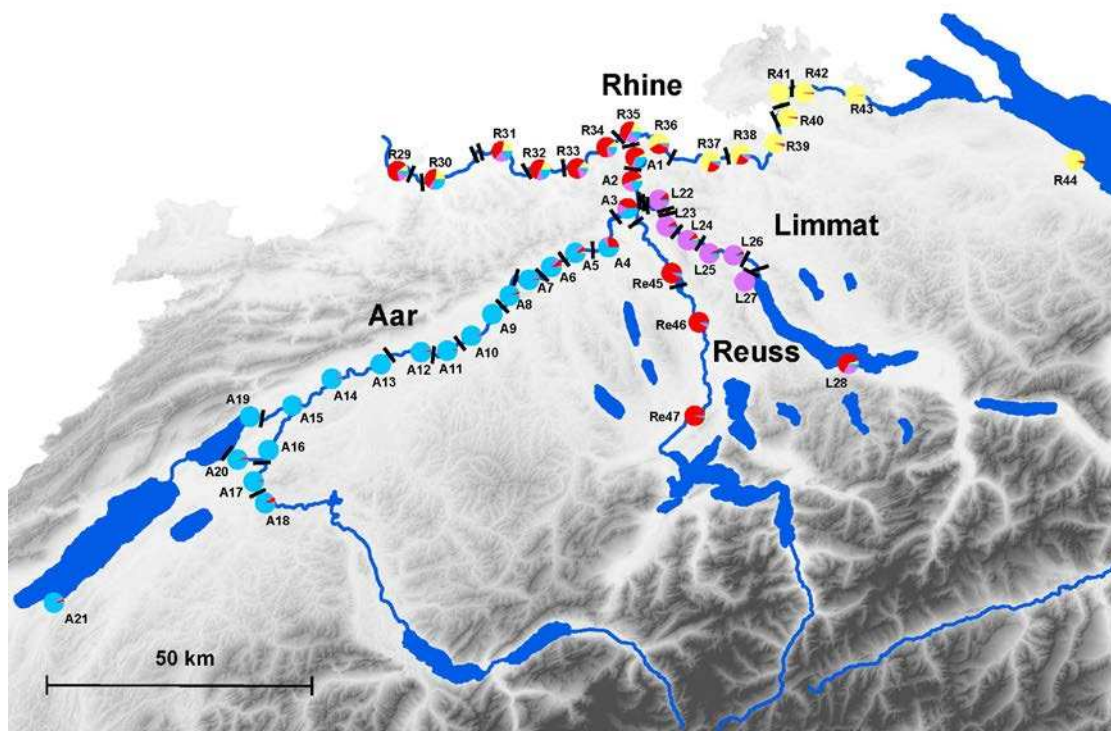 Rhine
R41
R42
R43
R40
R39
R44
R35
R36
R34
R31
R32
R33
R37
R38
R29
R30
A1
A2
A3
L22
L23
L24
L25
L26
L27
Limmat
A4
A5
A6
A7
A8
A9
A10
A11
A12
A13
A14
A15
A16
A17
A18
A19
A20
A21
Aar
Re45
Re46
Re47
Reuss
L28
50 km